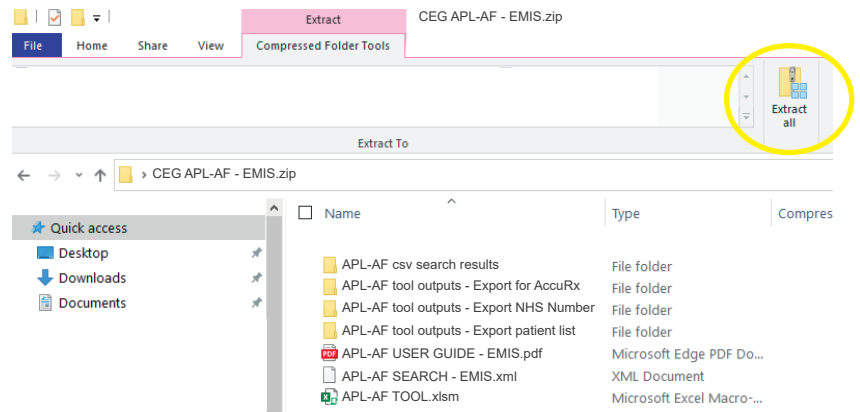 Extract
CEG APL-AF - EMIS.zip
File
Home
Share
View
Compressed Folder Tools
Extract
all
Extract To
CEG APL-AF - EMIS.zip
Name
Type
Compres
Quick access
Desktop
Downloads
Documents
APL-AF csv search results
File folder
APL-AF tool outputs - Export for AccuRx
File folder
APL-AF tool outputs - Export NHS Number
File folder
APL-AF tool outputs - Export patient list
File folder
PDF
APL-AF USER GUIDE - EMIS.pdf
Microsoft Edge PDF Do...
APL-AF SEARCH - EMIS.xml
XML Document
APL-AF TOOL.xlsm
Microsoft Excel Macro-...